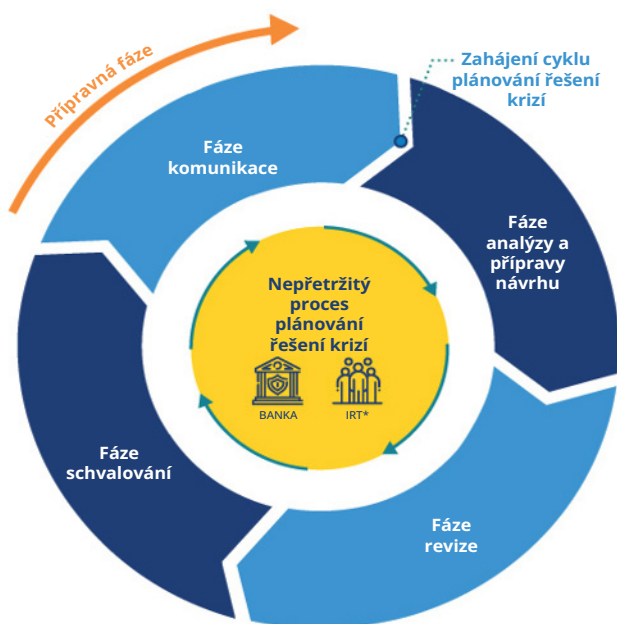 Přípravná fáze
Zahájení cyklu
plánování řešení
krizí
Fáze
komunikace
Fáze
analýzy a
přípravy
návrhu
Nepřetržitý
proces
plánování
řešení krizí
BANKA
IRT*
Fáze
schvalování
Fáze
revize